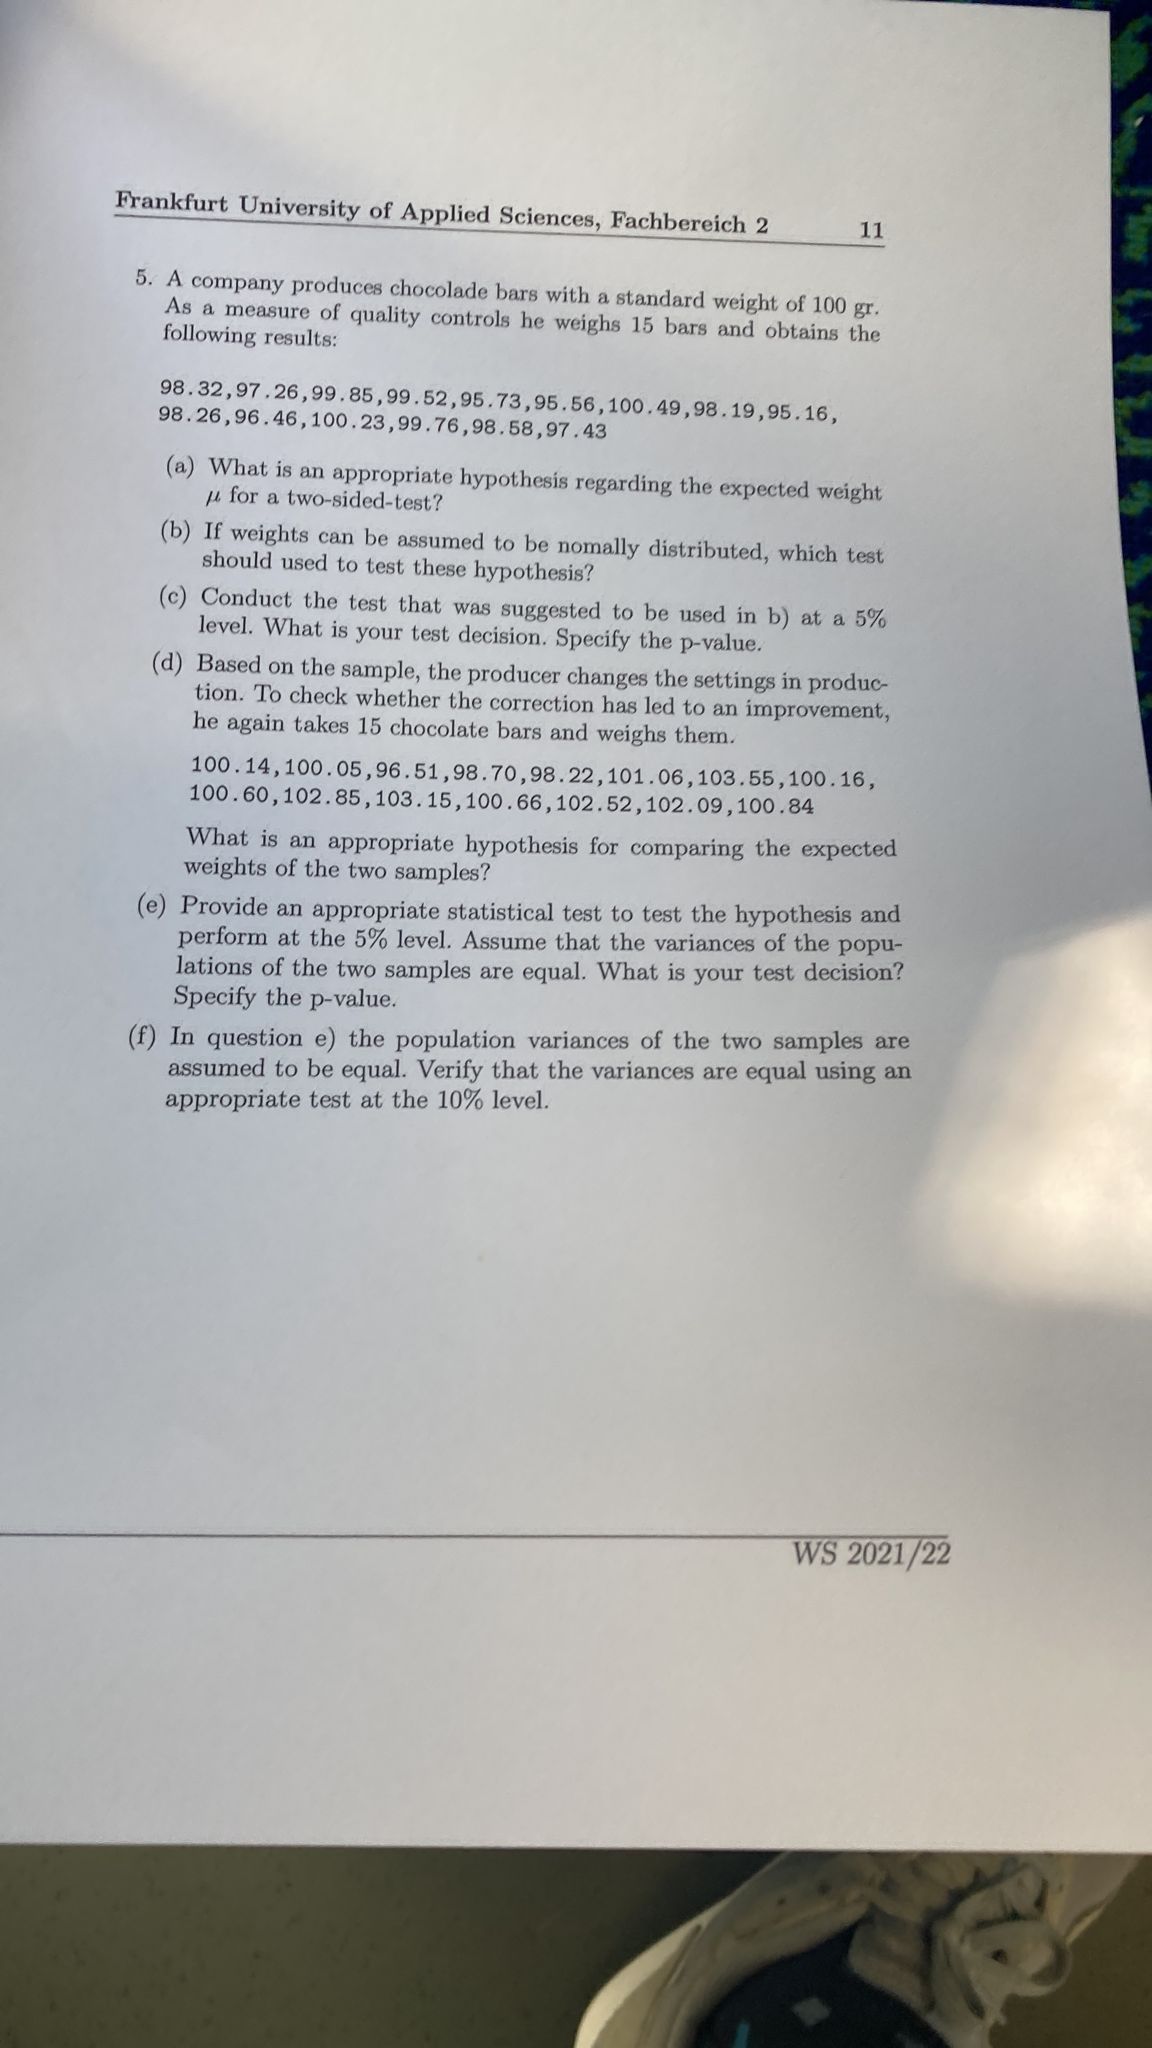 Frankfurt University of Applied Sciences, Fachbereich 2 11
5. A company produces chocolade bars with a standard weight of 100 gr.
As a measure of quality controls he weighs 15 bars and obtains the
following results:
98.32,97.26,99.85,99.52,95.73,95.56,100.49,98.19,95.16,
98.26,96.46,100.23,99.76,98.58,97.43
(a) What is an appropriate hypothesis regarding the expected weight
μ for a two-sided-test?
(b) If weights can be assumed to be nomally distributed, which test
should used to test these hypothesis?
(c) Conduct the test that was suggested to be used in b) at a 5%
level. What is your test decision. Specify the p-value.
(d) Based on the sample, the producer changes the settings in produc-
tion. To check whether the correction has led to an improvement,
he again takes 15 chocolate bars and weighs them.
100.14,100.05,96.51,98.70,98.22,101.06,103.55,100.16,
100.60,102.85,103.15,100.66,102.52,102.09,100.84
What is an appropriate hypothesis for comparing the expected
weights of the two samples?
(e) Provide an appropriate statistical test to test the hypothesis and
perform at the 5% level. Assume that the variances of the popu-
lations of the two samples are equal. What is your test decision?
Specify the p-value.
(f) In question e) the population variances of the two samples are
assumed to be equal. Verify that the variances are equal using an
appropriate test at the 10% level.
WS 2021/22